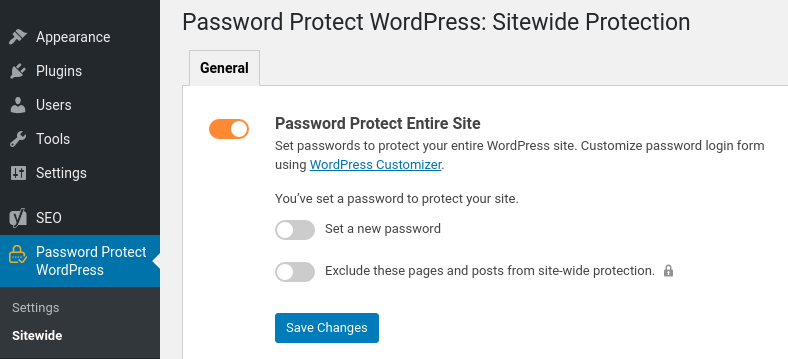 Password Protect WordPress: Sitewide Protection
Appearance
Plugins
Users
Tools
Settings
SEO
Password Protect
WordPress
Settings
Sitewide
General
Password Protect Entire Site
Set passwords to protect your entire WordPress site. Customize password login form
using WordPress Customizer.
You've set a password to protect your site.
Set a new password
Exclude these pages and posts from site-wide protection.
Save Changes